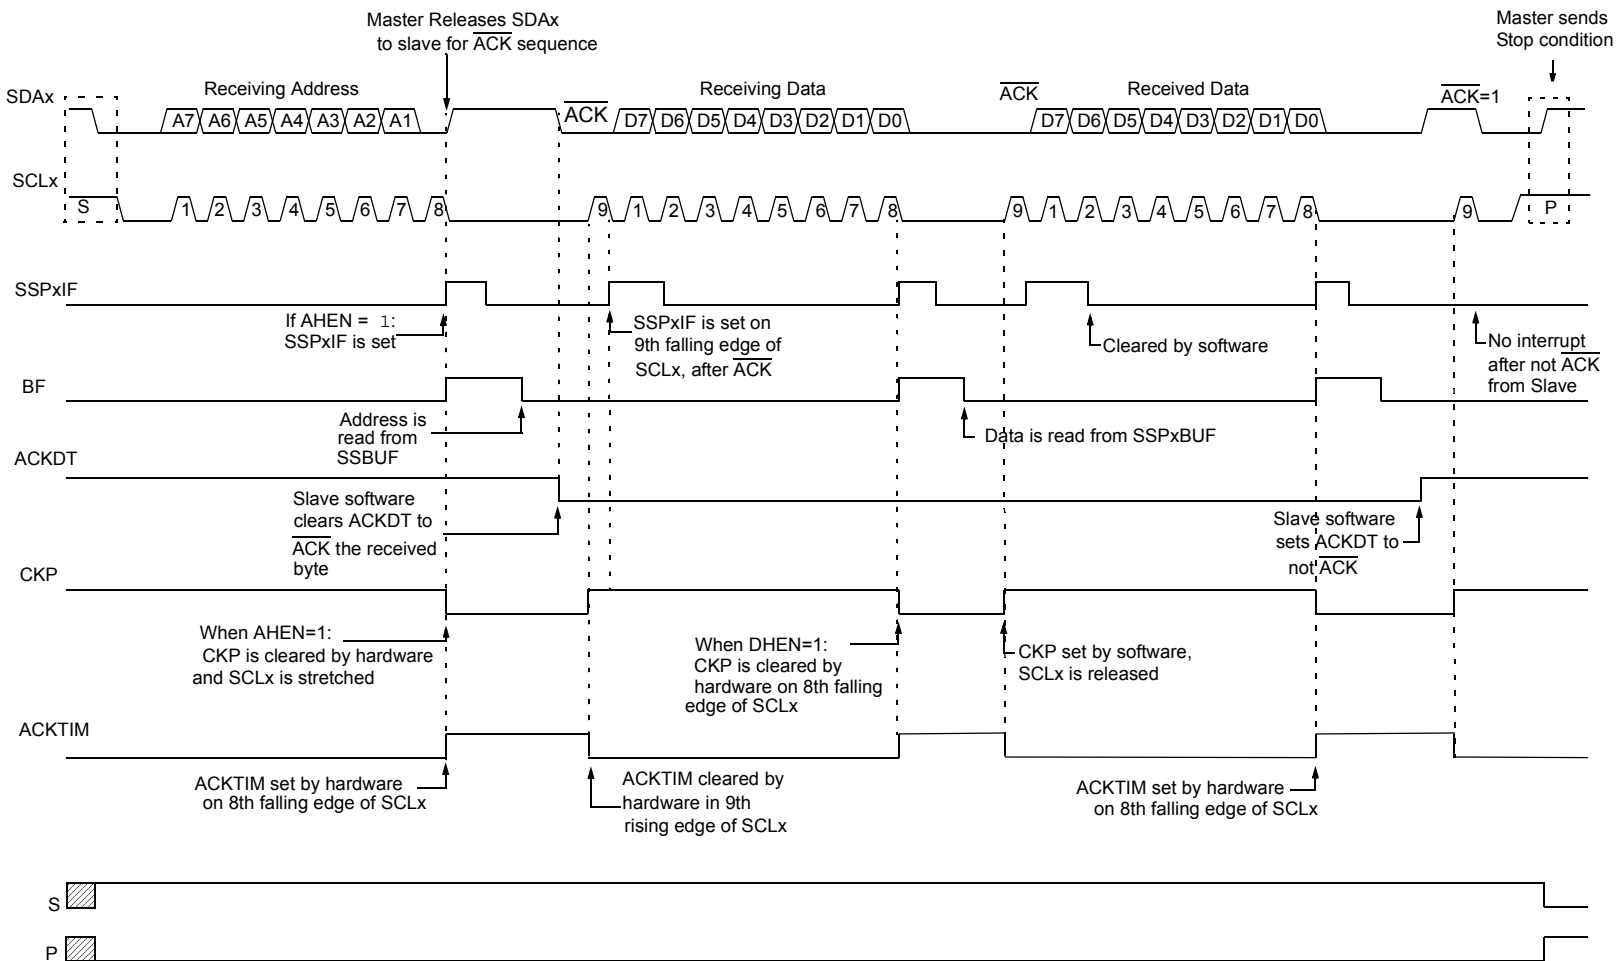 Master Releases SDAx
to slave for ACK sequence
Master sends
Stop condition
SDAx
Receiving Address
ACK
Receiving Data
ACK
Received Data
ACK=1
A7 A6 A5 A4 A3 A2 A1
D7 D6 D5 D4 D3 D2 D1 D0
D7 D6 D5 D4 D3 D2 D1 D0
SCLx
S
1 2 3 4 5 6 7 8
9 1 2 3 4 5 6 7 8
9 1 2 3 4 5 6 7 8
9
P
SSPxIF
If AHEN = 1:
SSPxIF is set
SSPxIF is set on
9th falling edge of
SCLx, after ACK
Cleared by software
No interrupt
after not ACK
from Slave
BF
Address is
read from
SSBUF
Data is read from SSPxBUF
ACKDT
Slave software
clears ACKDT to
ACK the received
byte
Slave software
sets ACKDT to
not ACK
CKP
When AHEN=1:
CKP is cleared by hardware
and SCLx is stretched
When DHEN=1:
CKP is cleared by
hardware on 8th falling
edge of SCLx
CKP set by software,
SCLx is released
ACKTIM
ACKTIM set by hardware
on 8th falling edge of SCLx
ACKTIM cleared by
hardware in 9th
rising edge of SCLx
ACKTIM set by hardware
on 8th falling edge of SCLx
S
P